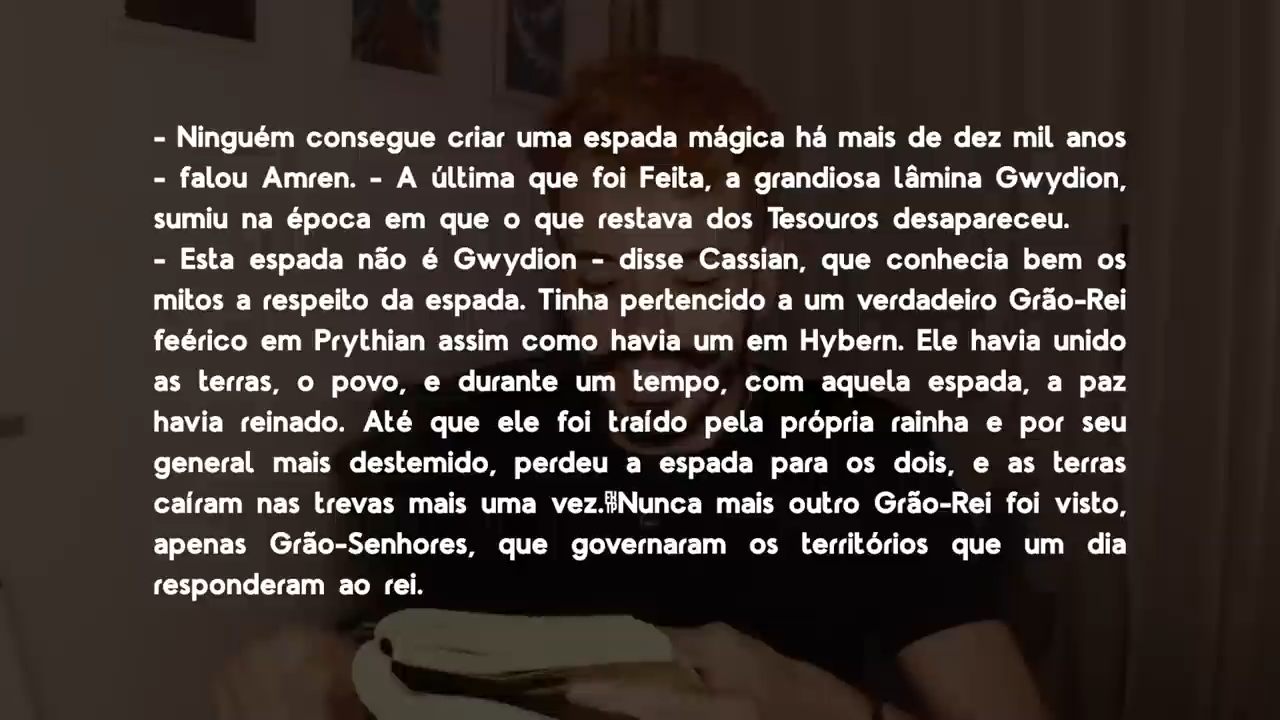 - Ninguém consegue criar uma espada mágica há mais de dez mil anos
- falou Amren. - A última que foi Feita, a grandiosa lâmina Gwydion,
sumiu na época em que o que restava dos Tesouros desapareceu.
- Esta espada não é Gwydion - disse Cassian, que conhecia bem os
mitos a respeito da espada. Tinha pertencido a um verdadeiro Grão-Rei
feérico em Prythian assim como havia um em Hybern. Ele havia unido
as terras, o povo, e durante um tempo, com aquela espada, a paz
havia reinado. Até que ele foi traído pela própria rainha e por seu
general mais destemido, perdeu a espada para os dois, e as terras
caíram nas trevas mais uma vez. Nunca mais outro Grão-Rei foi visto,
apenas Grão-Senhores, que governaram os territórios que um dia
responderam ao rei.